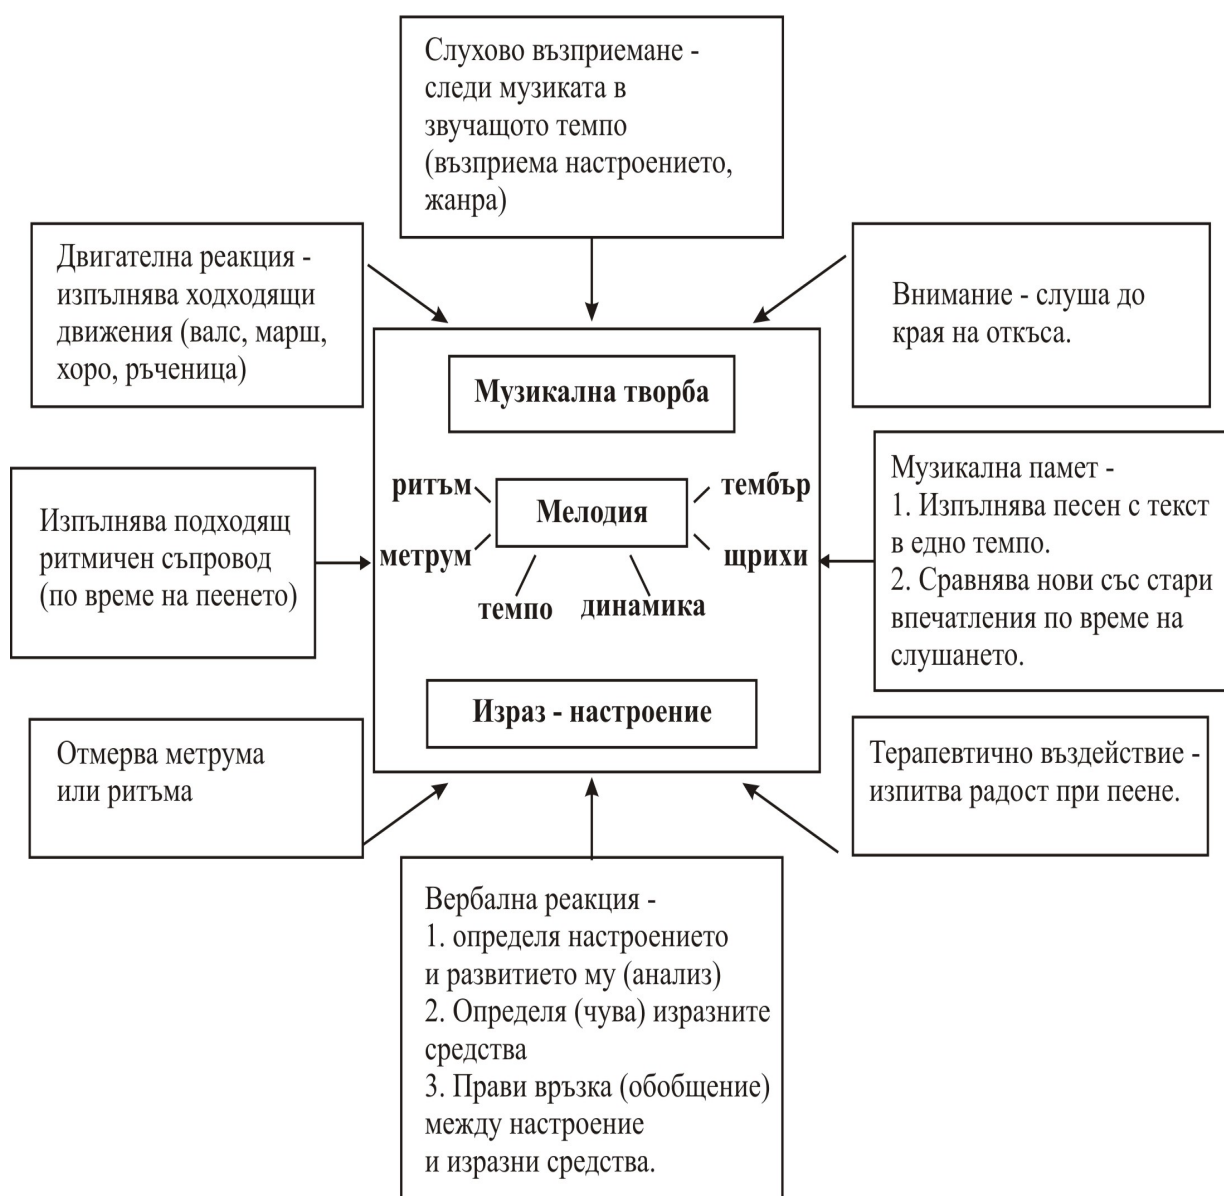 Слухово възприемане -
следи музиката в
звучащото темпо
(възприема настроението,
жанра)
Двигателна реакция -
изпълнява ходходящи
движения (валс, марш,
хоро, ръченица)
Внимание - слуша до
края на откъса.
Музикална творба
ритъм
Мелодия
тембър
метрум
щрихи
темпо
динамика
Израз - настроение
Изпълнява подходящ
ритмичен съпровод
(по време на пеенето)
Музикална памет -
1. Изпълнява песен с текст
в едно темпо.
2. Сравнява нови със стари
впечатления по време на
слушането.
Отмерва метрума
или ритъма
Терапевтично въздействие -
изпитва радост при пеене.
Вербална реакция -
1. определя настроението
и развитието му (анализ)
2. Определя (чува) изразните
средства
3. Прави връзка (обобщение)
между настроение
и изразни средства.